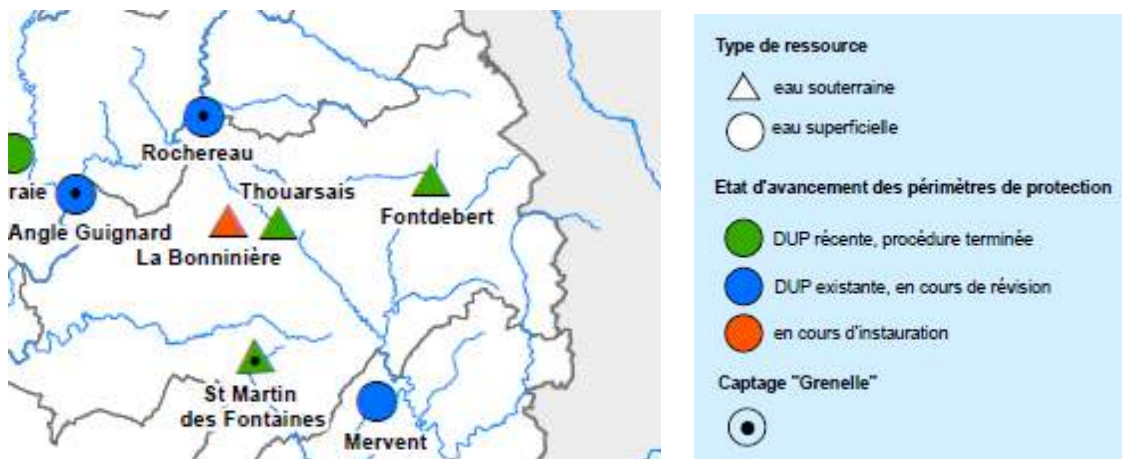 Rochereau
raie
Thouarsais
Angle Guignard
Fontdebert
La Bonninière
St Martin
des Fontaines
Mervent
Type de ressource
eau souterraine
eau superficielle
Etat d'avancement des périmètres de protection
DUP récente, procédure terminée
DUP existante, en cours de révision
en cours d'instauration
Captage "Grenelle"